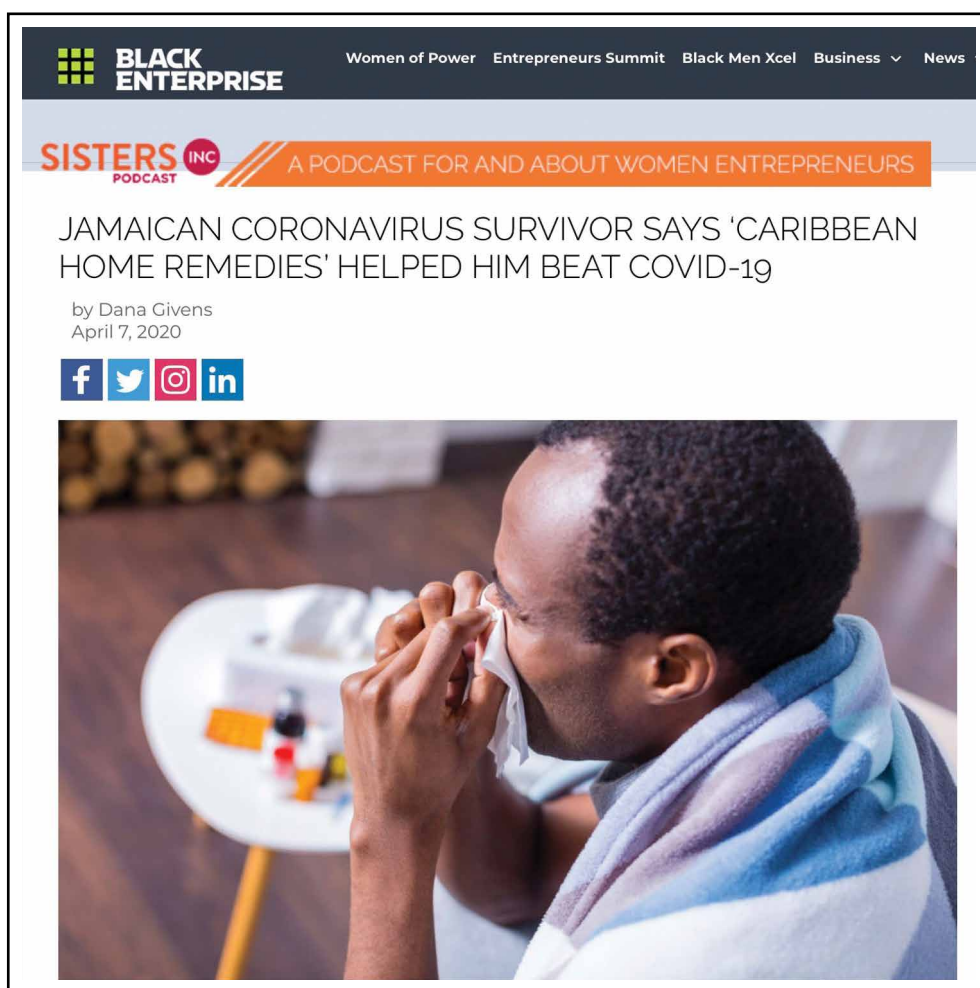 BLACK
ENTERPRISE
Women of Power Entrepreneurs Summit Black Men Xcel Business News
SISTERS INC
PODCAST
A PODCAST FOR AND ABOUT WOMEN ENTREPRENEURS
JAMAICAN CORONAVIRUS SURVIVOR SAYS ‘CARIBBEAN
HOME REMEDIES’ HELPED HIM BEAT COVID-19
by Dana Givens
April 7, 2020
f
in